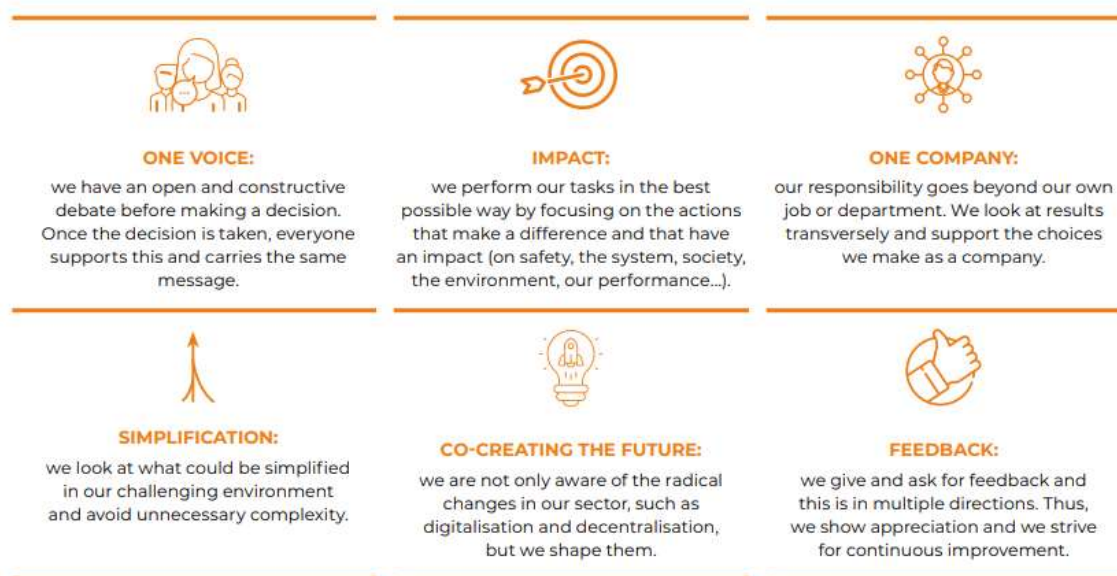 ONE VOICE:
we have an open and constructive
debate before making a decision.
Once the decision is taken, everyone
supports this and carries the same
message.
IMPACT:
we perform our tasks in the best
possible way by focusing on the actions
that make a difference and that have
an impact (on safety, the system, society,
the environment, our performance...).
ONE COMPANY:
our responsibility goes beyond our own
job or department. We look at results
transversely and support the choices
we make as a company.
SIMPLIFICATION:
we look at what could be simplified
in our challenging environment
and avoid unnecessary complexity.
CO-CREATING THE FUTURE:
we are not only aware of the radical
changes in our sector, such as
digitalisation and decentralisation,
but we shape them.
FEEDBACK:
we give and ask for feedback and
this is in multiple directions. Thus,
we show appreciation and we strive
for continuous improvement.